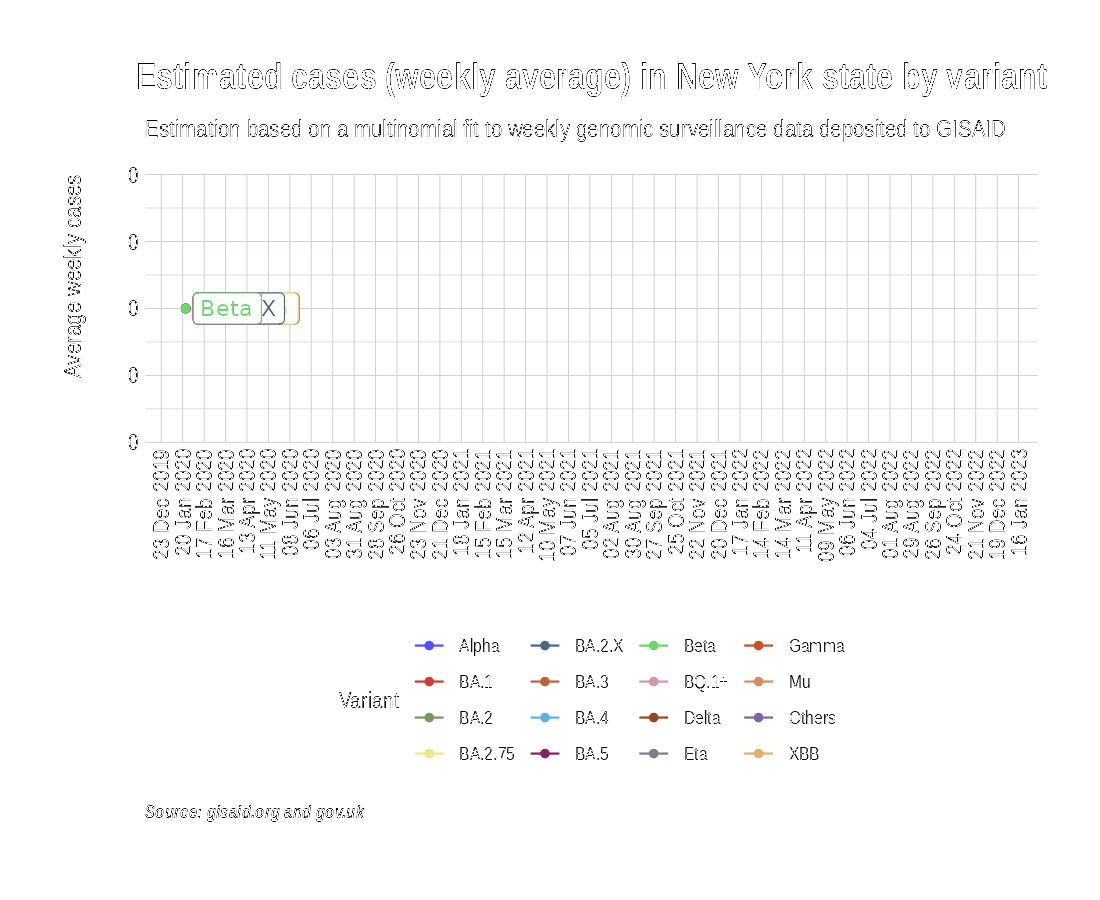 Estimated cases (weekly average) in New York state by variant
Estimation based on a multinomial fit to weekly genomic surveillance data deposited to GISAID
Average weekly cases
0
0
0
0
0
Beta
X
23 Dec 2019
20 Jan 2020
17 Feb 2020
16 Mar 2020
13 Apr 2020
11 May 2020
08 Jun 2020
06 Jul 2020
03 Aug 2020
31 Aug 2020
28 Sep 2020
26 Oct 2020
23 Nov 2020
21 Dec 2020
18 Jan 2021
15 Feb 2021
15 Mar 2021
12 Apr 2021
10 May 2021
07 Jun 2021
05 Jul 2021
02 Aug 2021
30 Aug 2021
27 Sep 2021
25 Oct 2021
22 Nov 2021
20 Dec 2021
17 Jan 2022
14 Feb 2022
14 Mar 2022
11 Apr 2022
09 May 2022
06 Jun 2022
04 Jul 2022
01 Aug 2022
29 Aug 2022
26 Sep 2022
24 Oct 2022
21 Nov 2022
19 Dec 2022
16 Jan 2023
Variant
Alpha
BA.1
BA.2
BA.2.75
BA.2.X
BA.3
BA.4
BA.5
Beta
BQ.1+
Delta
Eta
Gamma
Mu
Others
XBB
Source: gisaid.org and gov.uk